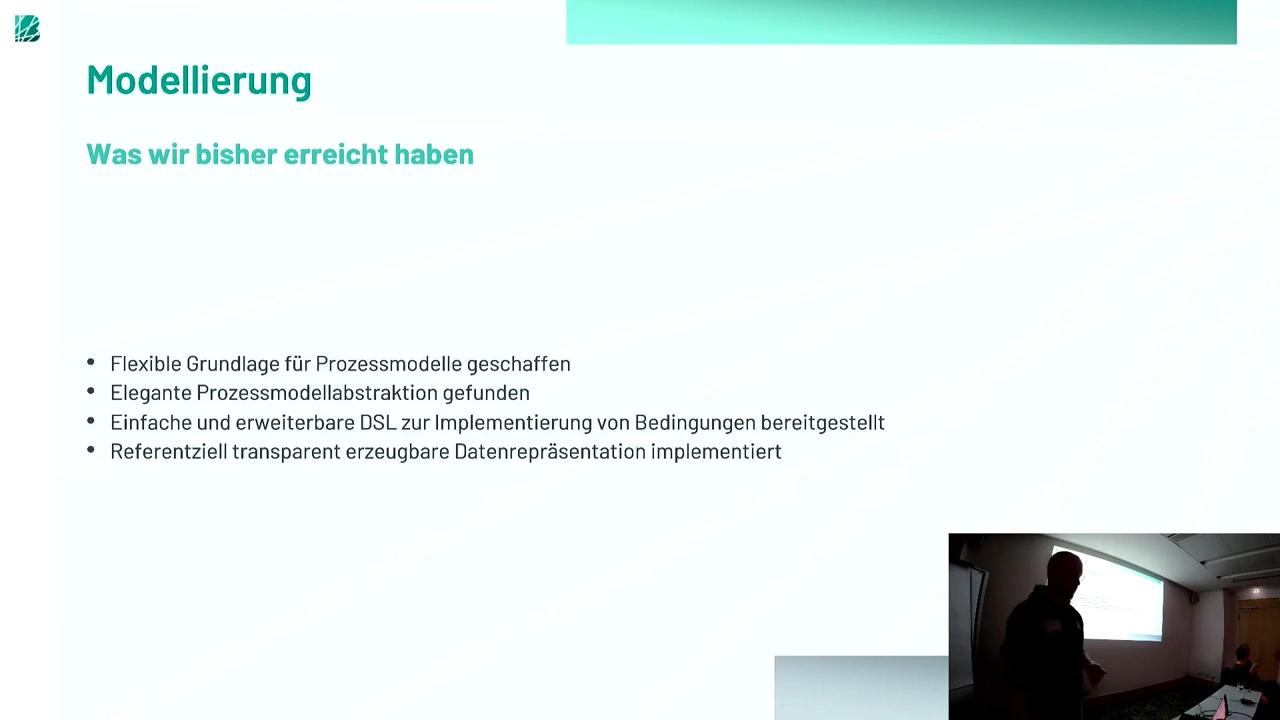 Modellierung
Was wir bisher erreicht haben
• Flexible Grundlage für Prozessmodelle geschaffen
• Elegante Prozessmodellabstraktion gefunden
• Einfache und erweiterbare DSL zur Implementierung von Bedingungen bereitgestellt
• Referentziell transparent erzeugbare Datenrepräsentation implementiert